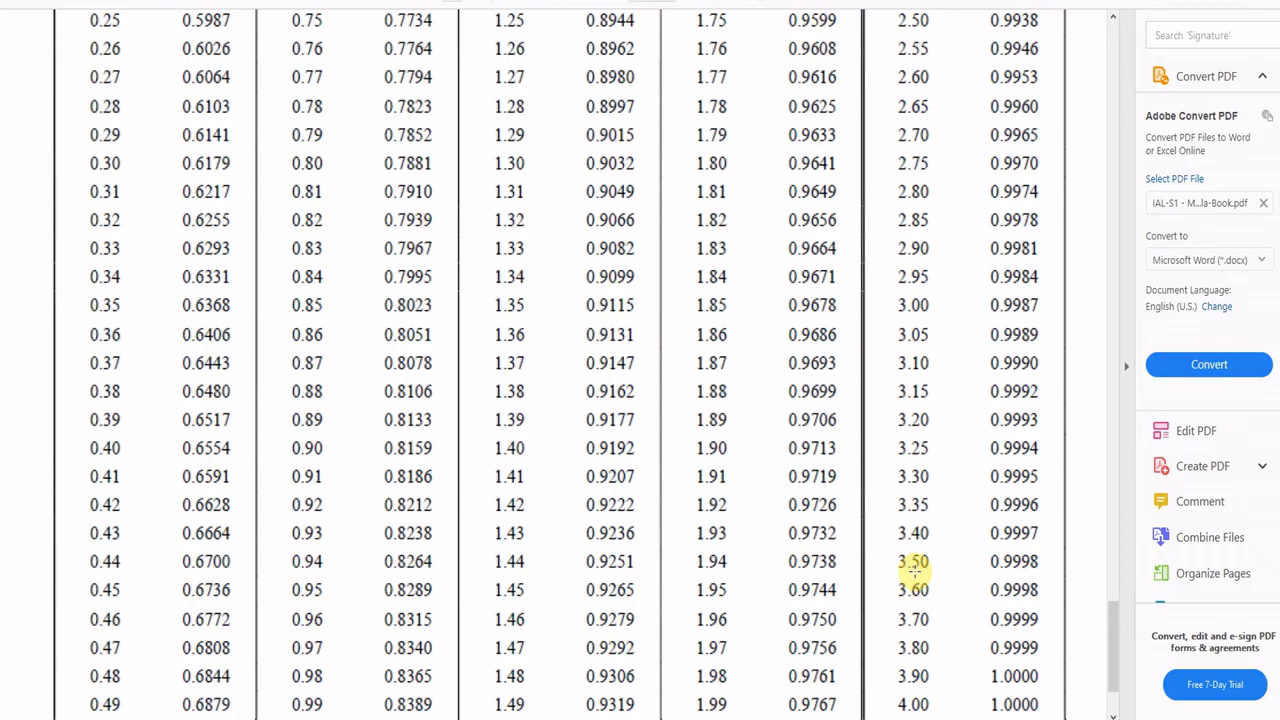 0.25 0.5987 0.75 0.7734 1.25 0.8944 1.75 0.9599 2.50 0.9938
0.26 0.6026 0.76 0.7764 1.26 0.8962 1.76 0.9608 2.55 0.9946
0.27 0.6064 0.77 0.7794 1.27 0.8980 1.77 0.9616 2.60 0.9953
0.28 0.6103 0.78 0.7823 1.28 0.8997 1.78 0.9625 2.65 0.9960
0.29 0.6141 0.79 0.7852 1.29 0.9015 1.79 0.9633 2.70 0.9965
0.30 0.6179 0.80 0.7881 1.30 0.9032 1.80 0.9641 2.75 0.9970
0.31 0.6217 0.81 0.7910 1.31 0.9049 1.81 0.9649 2.80 0.9974
0.32 0.6255 0.82 0.7939 1.32 0.9066 1.82 0.9656 2.85 0.9978
0.33 0.6293 0.83 0.7967 1.33 0.9082 1.83 0.9664 2.90 0.9981
0.34 0.6331 0.84 0.7995 1.34 0.9099 1.84 0.9671 2.95 0.9984
0.35 0.6368 0.85 0.8023 1.35 0.9115 1.85 0.9678 3.00 0.9987
0.36 0.6406 0.86 0.8051 1.36 0.9131 1.86 0.9686 3.05 0.9989
0.37 0.6443 0.87 0.8078 1.37 0.9147 1.87 0.9693 3.10 0.9990
0.38 0.6480 0.88 0.8106 1.38 0.9162 1.88 0.9699 3.15 0.9992
0.39 0.6517 0.89 0.8133 1.39 0.9177 1.89 0.9706 3.20 0.9993
0.40 0.6554 0.90 0.8159 1.40 0.9192 1.90 0.9713 3.25 0.9994
0.41 0.6591 0.91 0.8186 1.41 0.9207 1.91 0.9719 3.30 0.9995
0.42 0.6628 0.92 0.8212 1.42 0.9222 1.92 0.9726 3.35 0.9996
0.43 0.6664 0.93 0.8238 1.43 0.9236 1.93 0.9732 3.40 0.9997
0.44 0.6700 0.94 0.8264 1.44 0.9251 1.94 0.9738 3.50 0.9998
0.45 0.6736 0.95 0.8289 1.45 0.9265 1.95 0.9744 3.60 0.9998
0.46 0.6772 0.96 0.8315 1.46 0.9279 1.96 0.9750 3.70 0.9999
0.47 0.6808 0.97 0.8340 1.47 0.9292 1.97 0.9756 3.80 0.9999
0.48 0.6844 0.98 0.8365 1.48 0.9306 1.98 0.9761 3.90 1.0000
0.49 0.6879 0.99 0.8389 1.49 0.9319 1.99 0.9767 4.00 1.0000
Search 'Signature'
Convert PDF
Adobe Convert PDF
Convert PDF Files to Word
or Excel Online
Select PDF File
IAL-S1 - M...la-Book.pdf
Convert to
Microsoft Word (*.docx)
Document Language:
English (U.S.) Change
Convert
Edit PDF
Create PDF
Comment
Combine Files
Organize Pages
Convert, edit and e-sign PDF
forms & agreements
Free 7-Day Trial